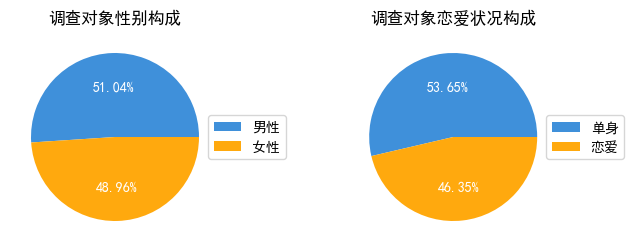 调查对象性别构成
51.04%
48.96%
男性
女性
调查对象恋爱状况构成
53.65%
46.35%
单身
恋爱